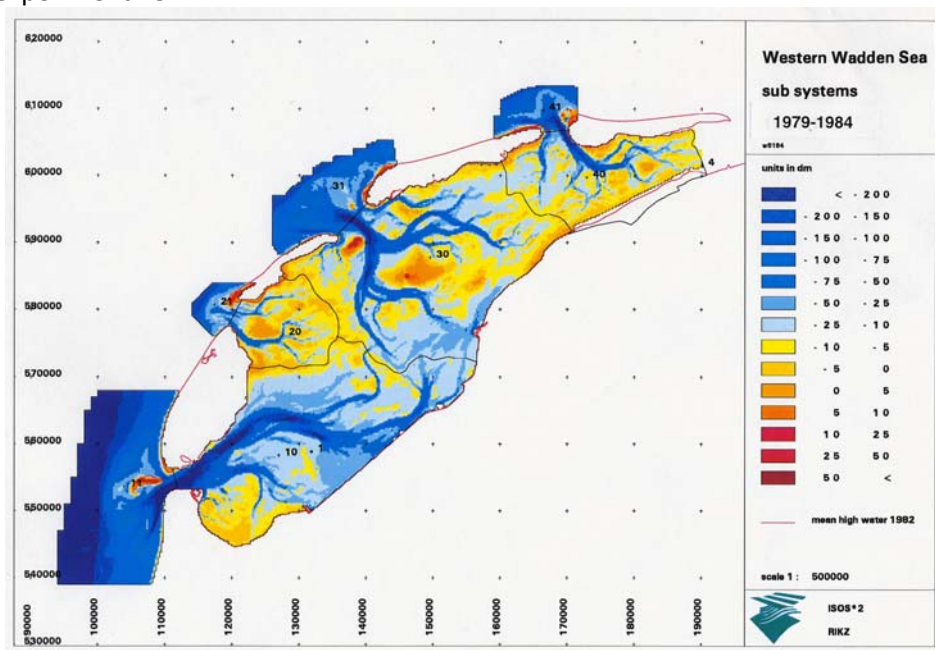 620000
610000
600000
590000
580000
570000
560000
550000
540000
530000
90000
100000
110000
120000
130000
140000
150000
160000
170000
180000
190000
41
4
40
31
30
21
20
10
1
11
Western Wadden Sea
sub systems
1979-1984
units in dm
< - 200
- 200 - 150
- 150 - 100
- 100 - 75
- 75 - 50
- 50 - 25
- 25 - 10
- 10 - 5
- 5 0
0 5
5 10
10 25
25 50
50 <
mean high water 1982
scale 1 : 500000
ISOS*2
RIKZ